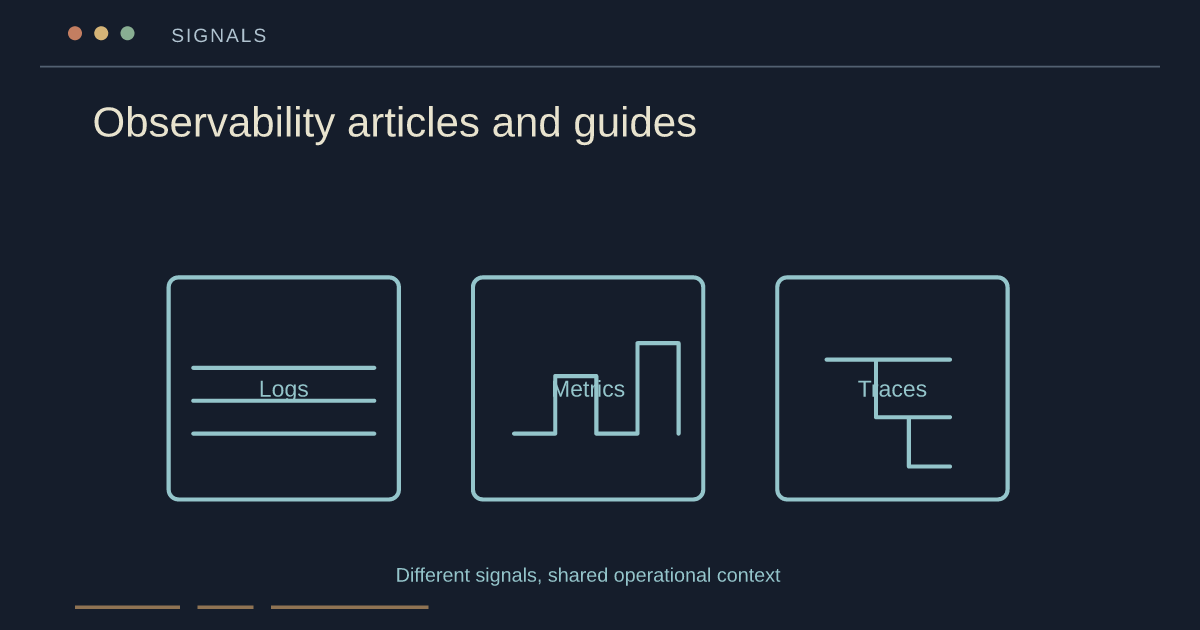 SIGNALS
Observability articles and guides
Logs
Metrics
Traces
Different signals, shared operational context